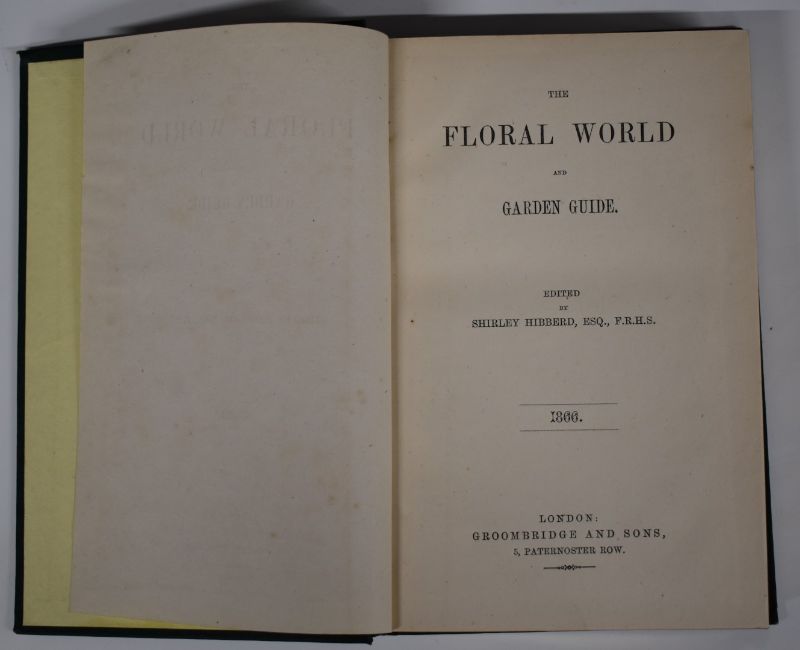 THE
FLORAL WORLD
AND
GARDEN GUIDE.
EDITED
BY
SHIRLEY HIBBERD, ESQ., F.R.H.S.
1866.
LONDON:
GROOMBRIDGE AND SONS,
5, PATERNOSTER ROW.